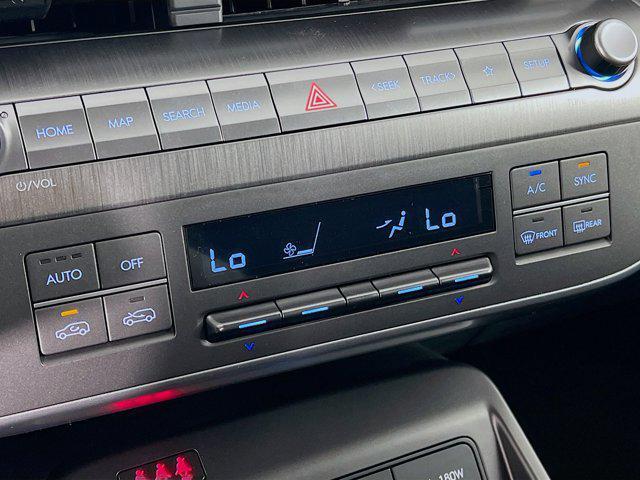 HOME MAP SEARCH MEDIA <SEEK TRACK> SETUP
/VOL
A/C SYNC
Lo Lo
FRONT REAR
AUTO OFF
180W